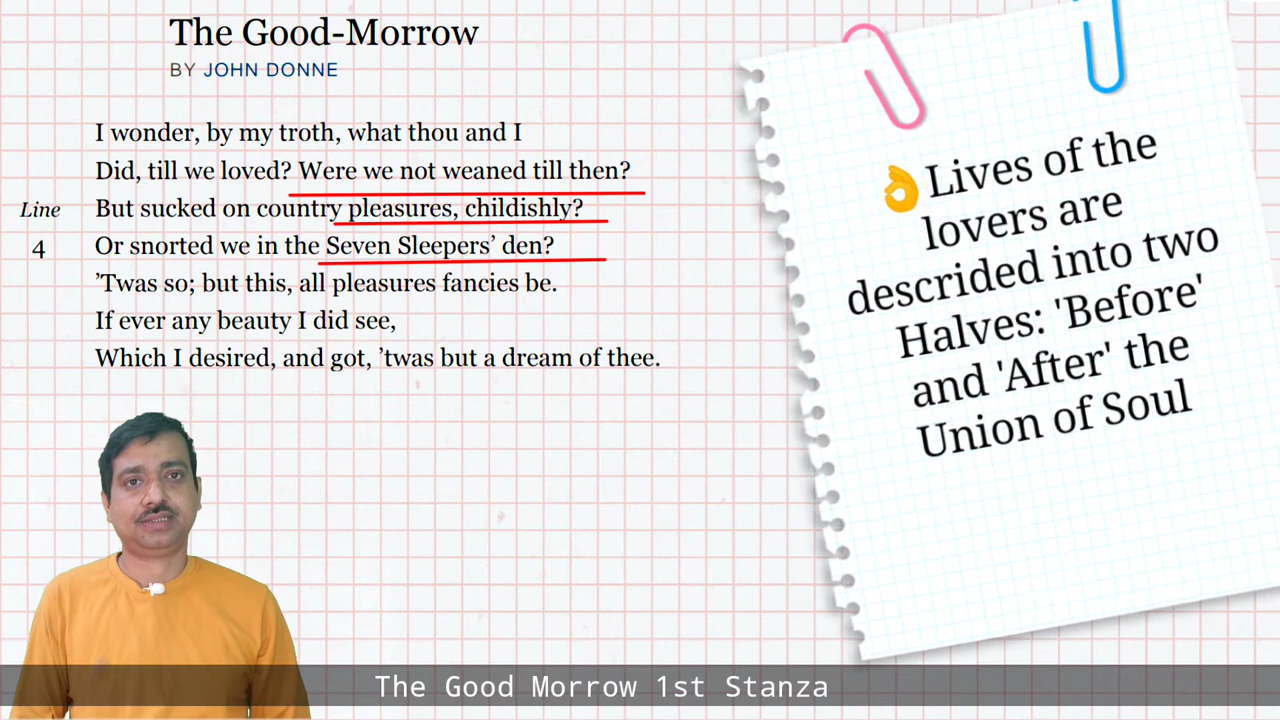 The Good-Morrow
BY JOHN DONNE
I wonder, by my troth, what thou and I
Did, till we loved? Were we not weaned till then?
Line But sucked on country pleasures, childishly?
4 Or snorted we in the Seven Sleepers’ den?
’Twas so; but this, all pleasures fancies be.
If ever any beauty I did see,
Which I desired, and got, ’twas but a dream of thee.
👌Lives of the
lovers are
descrided into two
Halves: 'Before'
and 'After' the
Union of Soul
The Good Morrow 1st Stanza